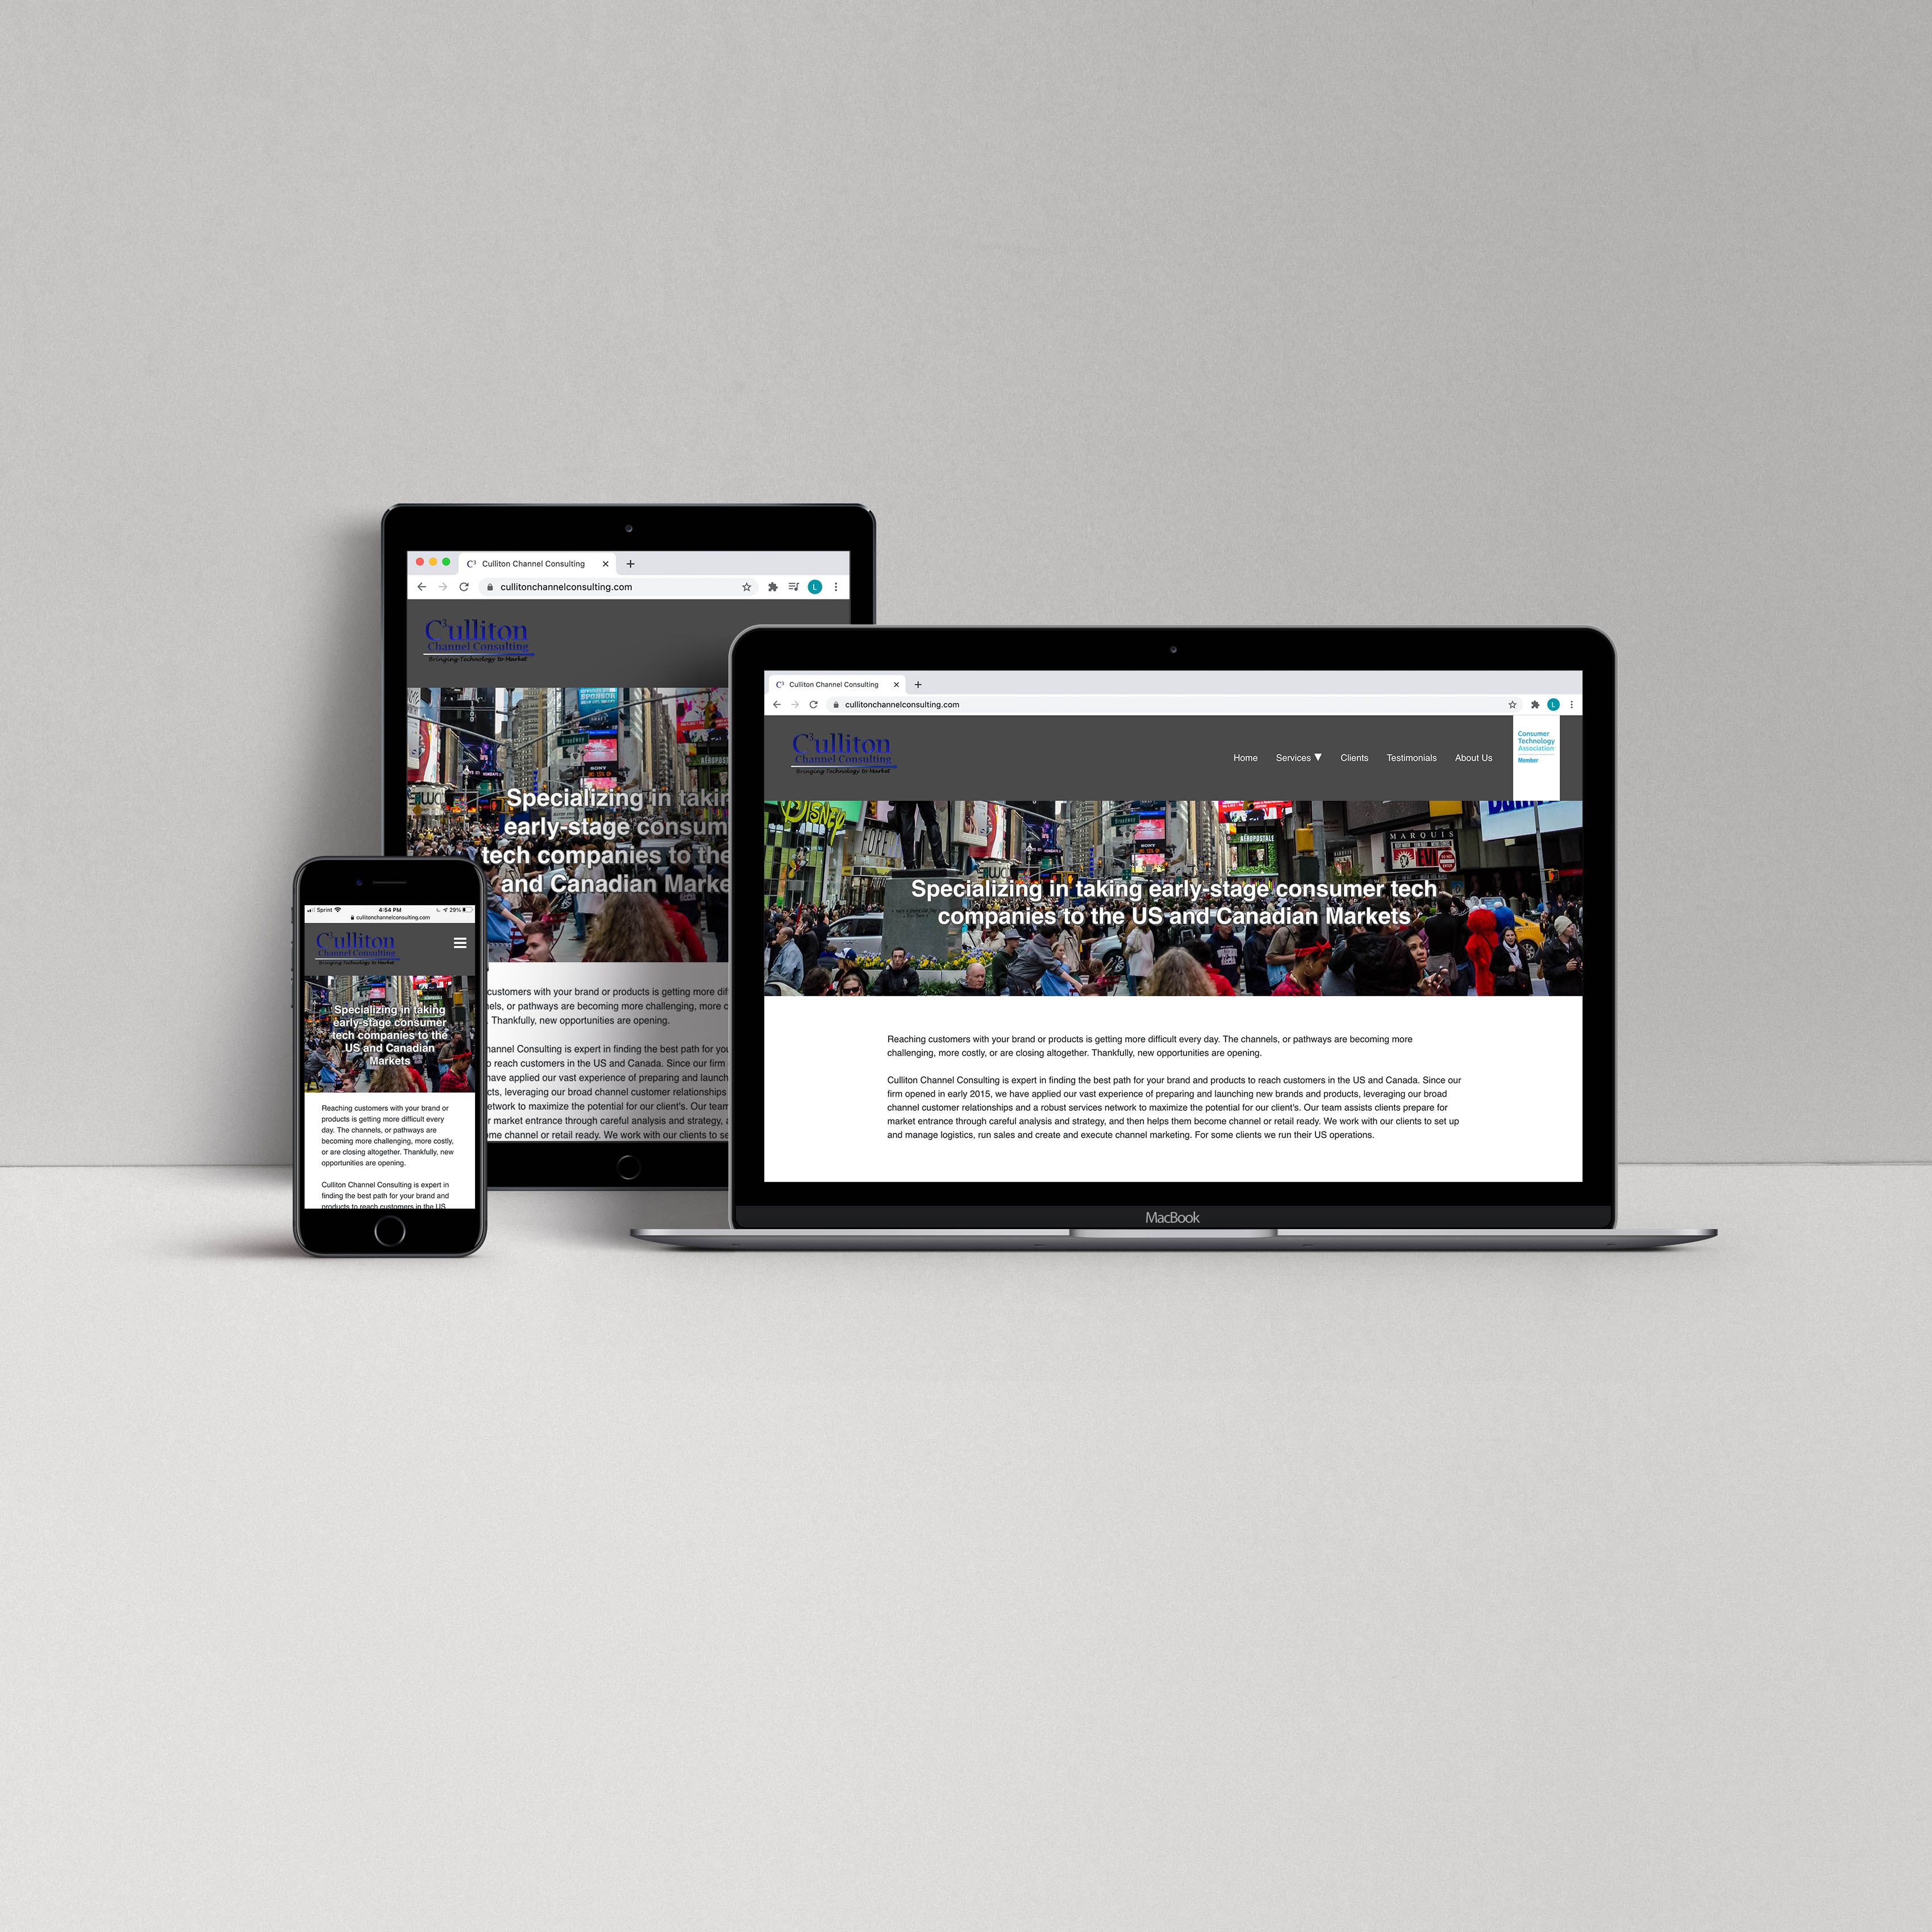 Culliton Channel Consulting
cullitonchannelconsulting.com
L
C3ulliton
Channel Consulting
Bringing Technology to Market
SPONSOR
Broadway
SONY
AÉROPOST
Specializing in takin
early-stage consum
tech companies to the
and Canadian Marke
customers with your brand or products is getting more dif
nels, or pathways are becoming more challenging, more c
. Thankfully, new opportunities are opening.
hannel Consulting is expert in finding the best path for you
o reach customers in the US and Canada. Since our firm
have applied our vast experience of preparing and launch
cts, leveraging our broad channel customer relationships
etwork to maximize the potential for our client's. Our team
r market entrance through careful analysis and strategy, a
ome channel or retail ready. We work with our clients to se
Sprint 4:54 PM 29%
cullitonchannelconsulting.com
C3ulliton
Channel Consulting
Bringing Technology to Market
Specializing in taking
early-stage consumer
tech companies to the
US and Canadian
Markets
Reaching customers with your brand or
products is getting more difficult every
day. The channels, or pathways are
becoming more challenging, more costly,
or are closing altogether. Thankfully, new
opportunities are opening.
Culliton Channel Consulting is expert in
finding the best path for your brand and
products to reach customers in the US
C3 Culliton Channel Consulting
cullitonchannelconsulting.com
L
C3ulliton
Channel Consulting
Bringing Technology to Market
Home Services ▼ Clients Testimonials About Us
Consumer
Technology
Association
Member
DISNEY
Broadway
SONY
AÉROPOSTALE
MARQUIS
EVIL
Specializing in taking early-stage consumer tech
companies to the US and Canadian Markets
Reaching customers with your brand or products is getting more difficult every day. The channels, or pathways are becoming more
challenging, more costly, or are closing altogether. Thankfully, new opportunities are opening.
Culliton Channel Consulting is expert in finding the best path for your brand and products to reach customers in the US and Canada. Since our
firm opened in early 2015, we have applied our vast experience of preparing and launching new brands and products, leveraging our broad
channel customer relationships and a robust services network to maximize the potential for our client's. Our team assists clients prepare for
market entrance through careful analysis and strategy, and then helps them become channel or retail ready. We work with our clients to set up
and manage logistics, run sales and create and execute channel marketing. For some clients we run their US operations.
MacBook